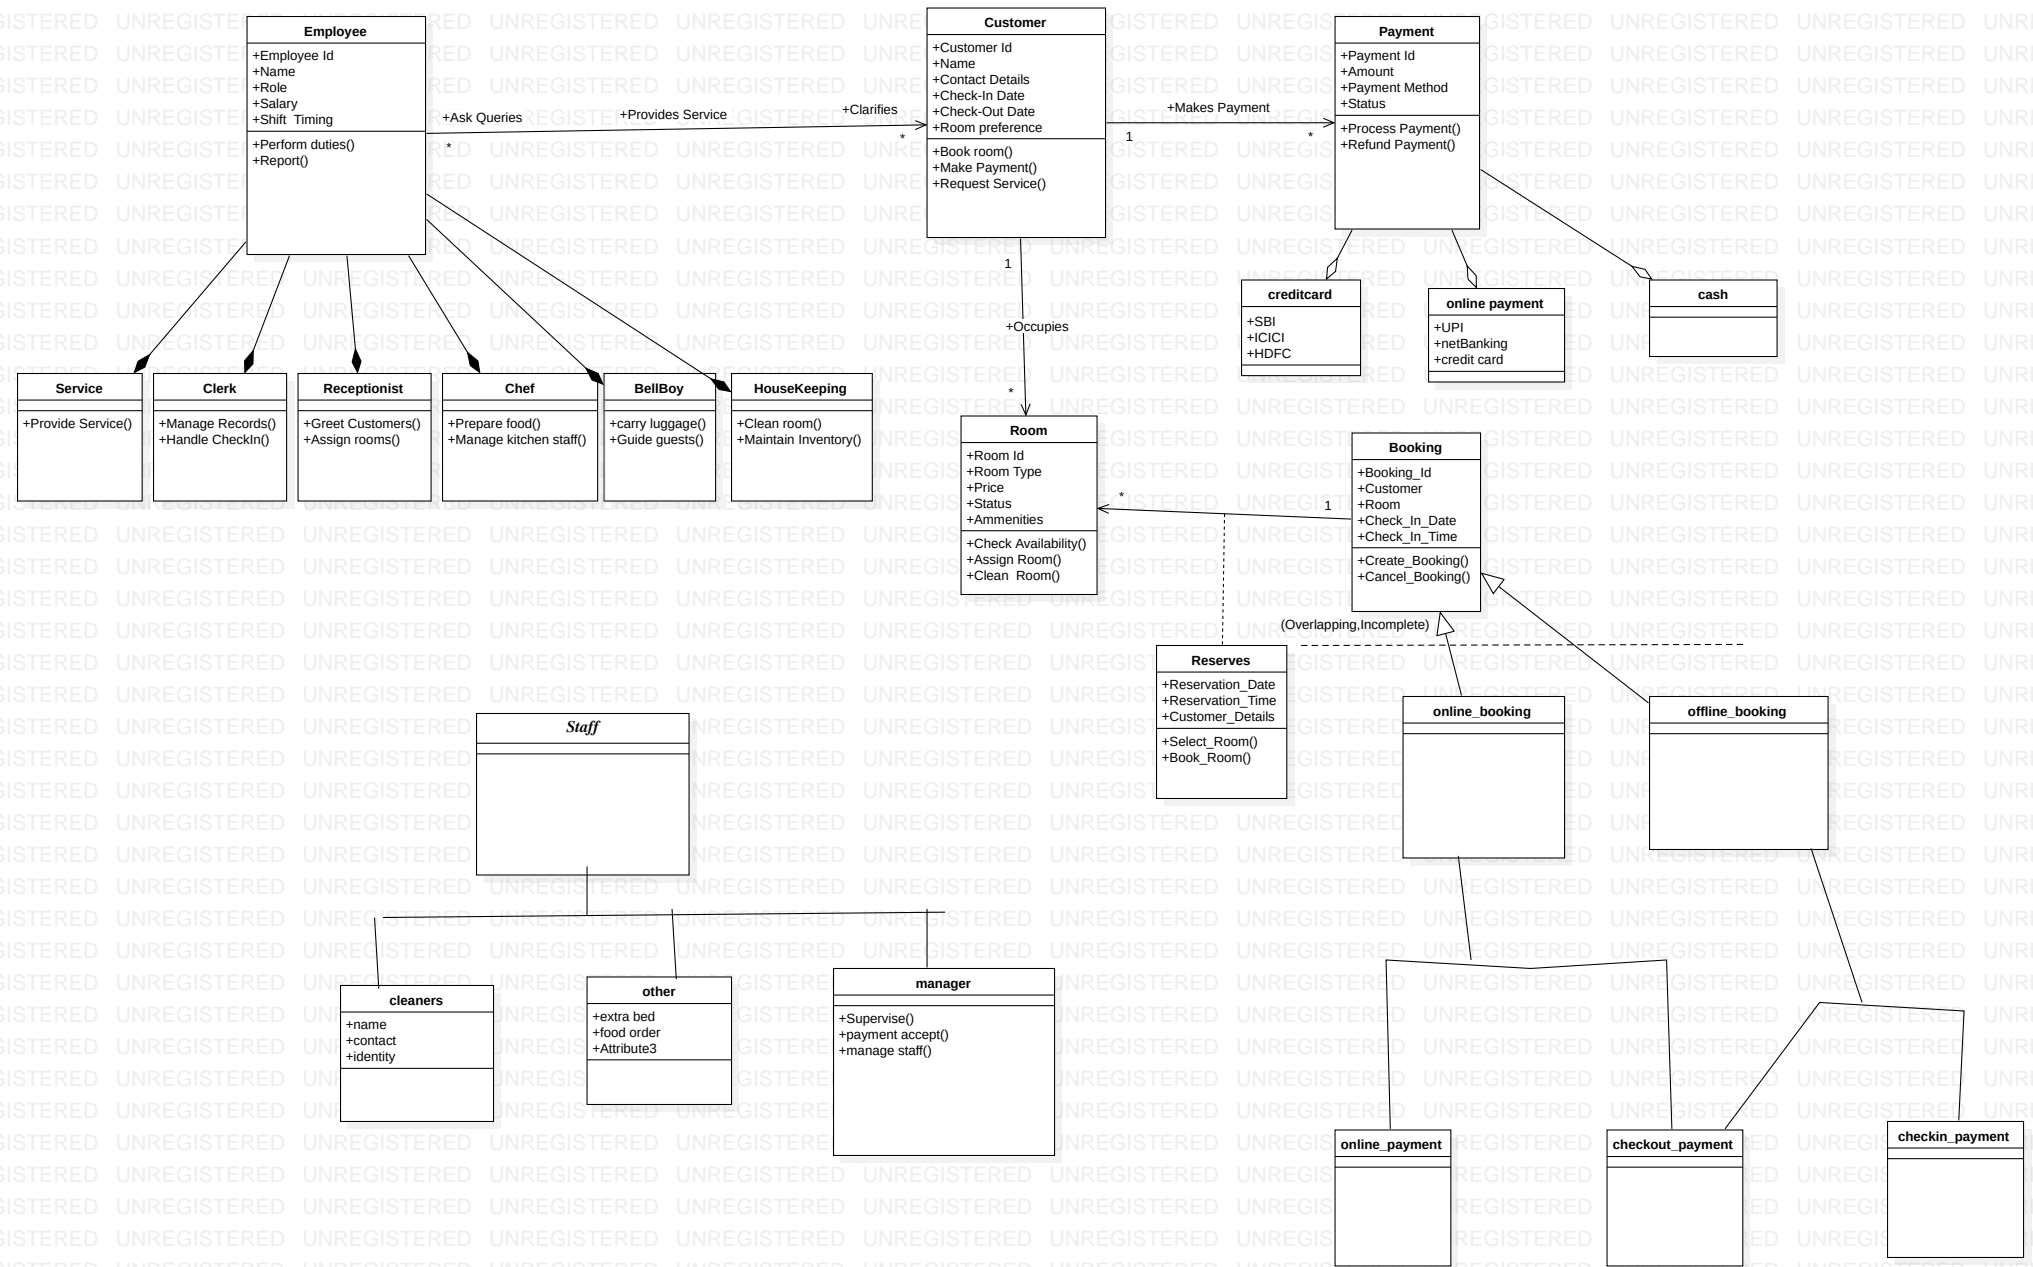 Employee
+Employee Id
+Name
+Role
+Salary
+Shift  Timing
+Perform duties()
+Report()
+Ask Queries
*
+Provides Service
+Clarifies
*
Customer
+Customer Id
+Name
+Contact Details
+Check-In Date
+Check-Out Date
+Room preference
+Book room()
+Make Payment()
+Request Service()
+Makes Payment
1
*
Payment
+Payment Id
+Amount
+Payment Method
+Status
+Process Payment()
+Refund Payment()
1
+Occupies
*
creditcard
+SBI
+ICICI
+HDFC
online payment
+UPI
+netBanking
+credit card
cash
Service
+Provide Service()
Clerk
+Manage Records()
+Handle CheckIn()
Receptionist
+Greet Customers()
+Assign rooms()
Chef
+Prepare food()
+Manage kitchen staff()
BellBoy
+carry luggage()
+Guide guests()
HouseKeeping
+Clean room()
+Maintain Inventory()
Room
+Room Id
+Room Type
+Price
+Status
+Ammenities
+Check Availability()
+Assign Room()
+Clean  Room()
*
1
Booking
+Booking_Id
+Customer
+Room
+Check_In_Date
+Check_In_Time
+Create_Booking()
+Cancel_Booking()
(Overlapping,Incomplete)
Reserves
+Reservation_Date
+Reservation_Time
+Customer_Details
+Select_Room()
+Book_Room()
online_booking
offline_booking
Staff
cleaners
+name
+contact
+identity
other
+extra bed
+food order
+Attribute3
manager
+Supervise()
+payment accept()
+manage staff()
online_payment
checkout_payment
checkin_payment
UNREGISTERED